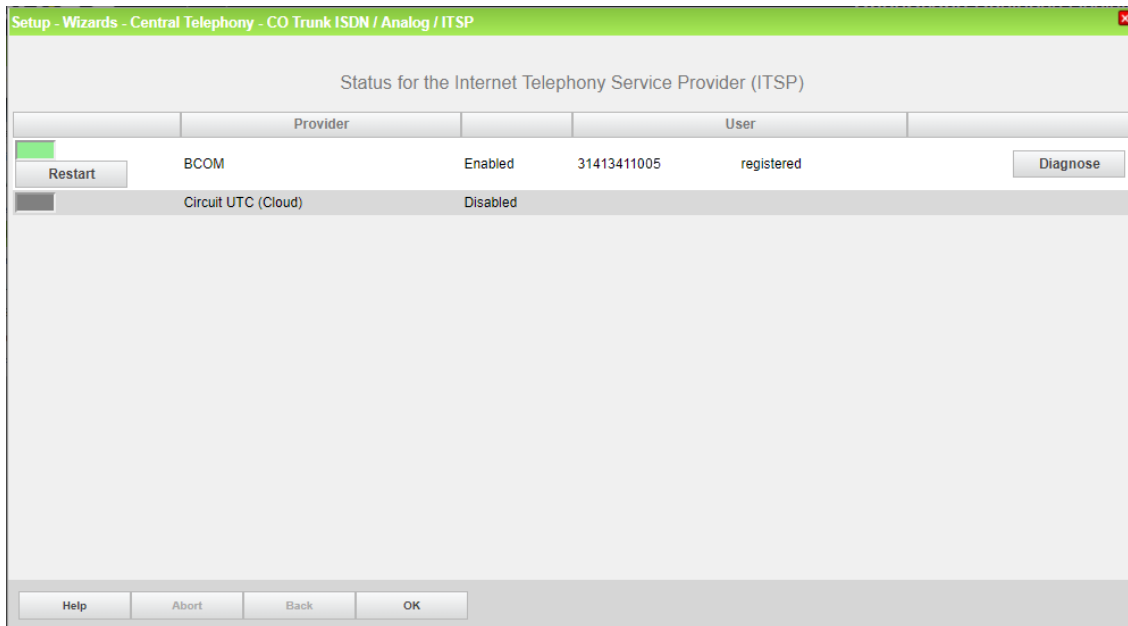 Setup - Wizards - Central Telephony - CO Trunk ISDN / Analog / ITSP
Status for the Internet Telephony Service Provider (ITSP)
Provider User
BCOM Enabled 31413411005 registered Diagnose
Restart
Circuit UTC (Cloud) Disabled
Help Abort Back OK